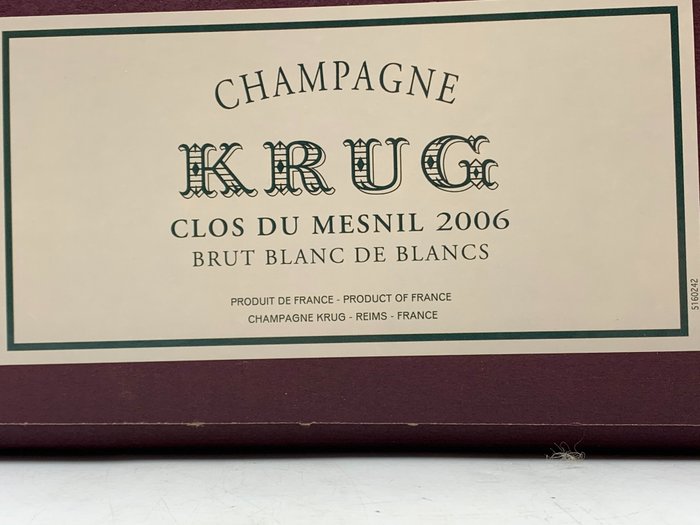 CHAMPAGNE
KRUG
CLOS DU MESNIL 2006
BRUT BLANC DE BLANCS
PRODUIT DE FRANCE - PRODUCT OF FRANCE
CHAMPAGNE KRUG - REIMS - FRANCE
5160242